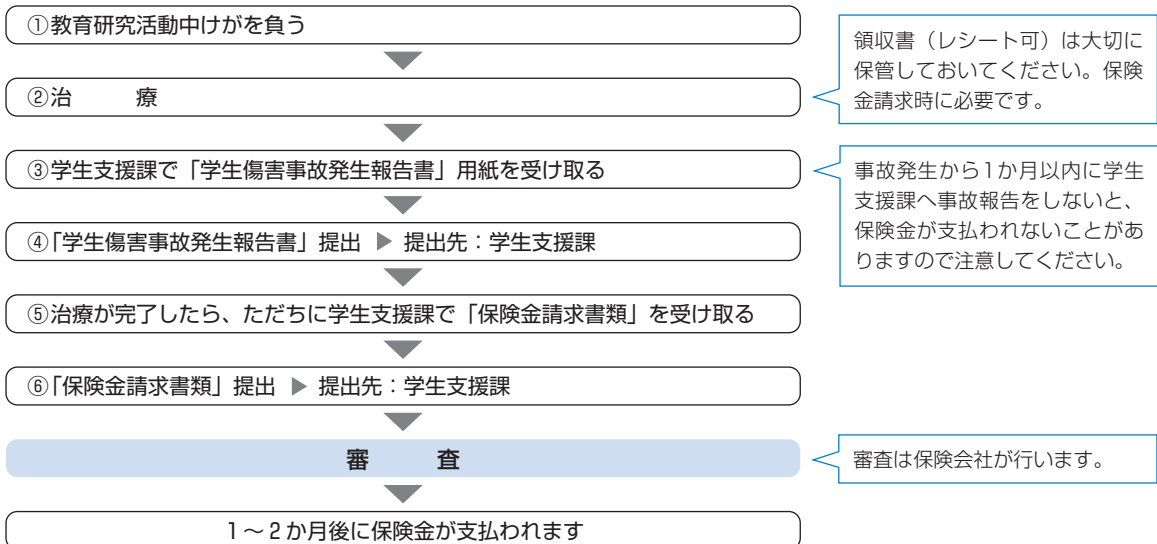 ①教育研究活動中けがを負う
領収書（レシート可）は大切に
保管しておいてください。保険
金請求時に必要です。
②治　　　療
③学生支援課で「学生傷害事故発生報告書」用紙を受け取る
事故発生から1か月以内に学生
支援課へ事故報告をしないと、
保険金が支払われないことがあ
りますので注意してください。
④「学生傷害事故発生報告書」提出 ▶ 提出先：学生支援課
⑤治療が完了したら、ただちに学生支援課で「保険金請求書類」を受け取る
⑥「保険金請求書類」提出 ▶ 提出先：学生支援課
審　　　査
審査は保険会社が行います。
1～2か月後に保険金が支払われます